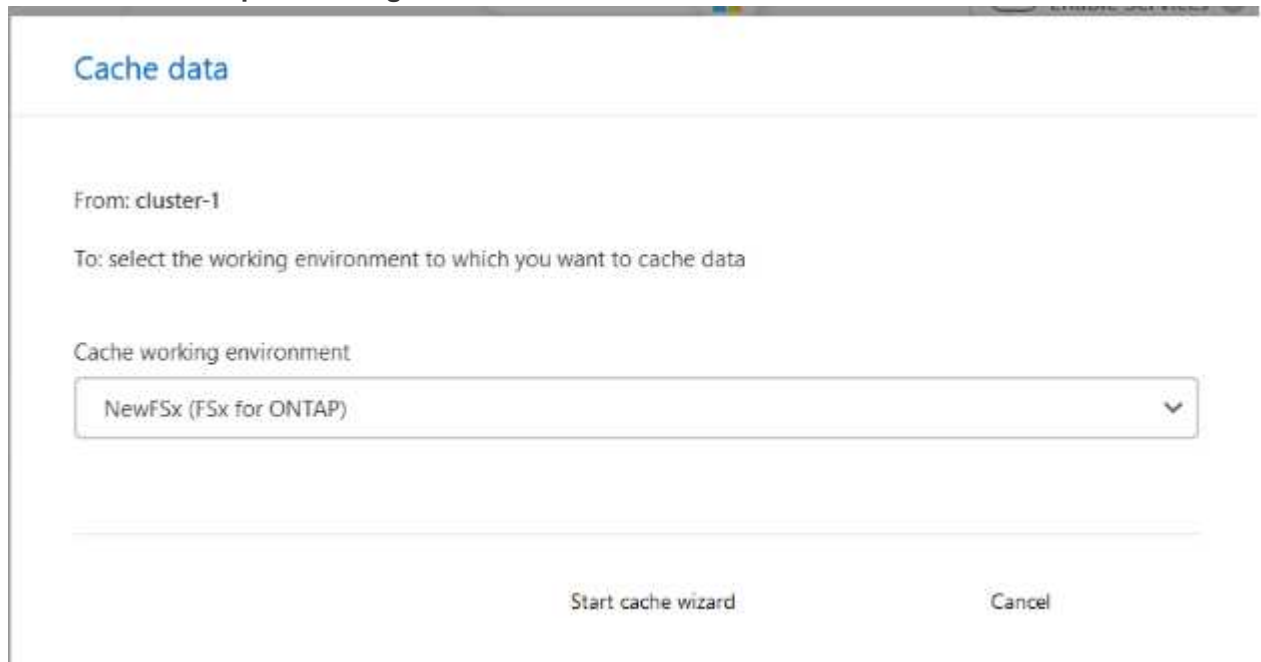 Cache data
From: cluster-1
To: select the working environment to which you want to cache data
Cache working environment
NewFSx (FSx for ONTAP)
Start cache wizard
Cancel